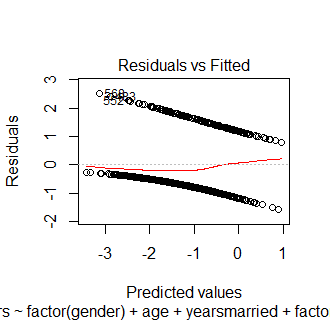 Residuals vs Fitted
Residuals
3
2
1
0
-1
-2
-3 -2 -1 0 1
Predicted values
rs ~ factor(gender) + age + yearsmarried + facto